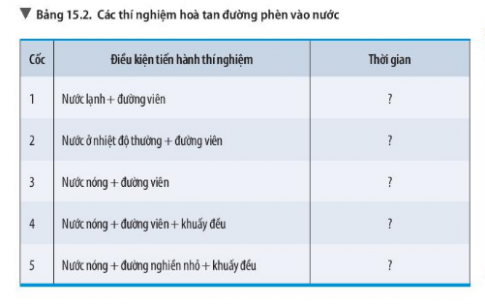 ▼ Bảng 15.2. Các thí nghiệm hoà tan đường phèn vào nước
Cốc Điều kiện tiến hành thí nghiệm Thời gian
1 Nước lạnh + đường viên ?
2 Nước ở nhiệt độ thường + đường viên ?
3 Nước nóng + đường viên ?
4 Nước nóng + đường viên + khuấy đều ?
5 Nước nóng + đường nghiền nhỏ + khuấy đều ?